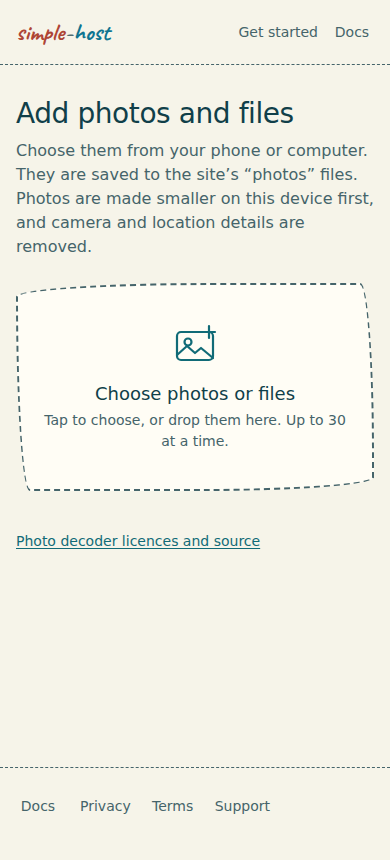 simple-host
Get started
Docs
Add photos and files
Choose them from your phone or computer.
They are saved to the site’s “photos” files.
Photos are made smaller on this device first,
and camera and location details are
removed.
Choose photos or files
Tap to choose, or drop them here. Up to 30
at a time.
Photo decoder licences and source
Docs
Privacy
Terms
Support